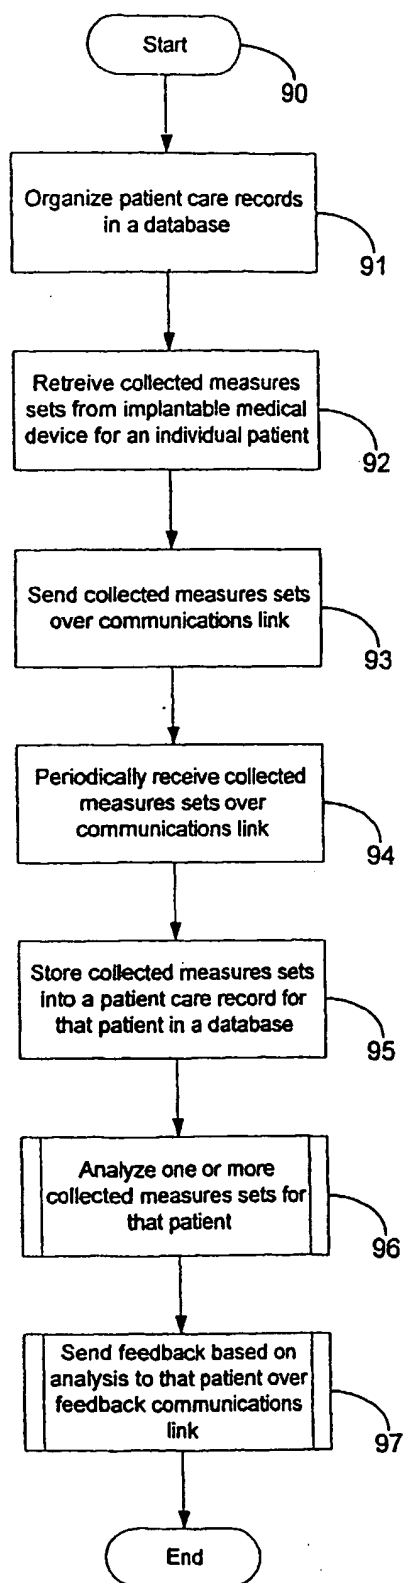 Start
90
Organize patient care records
in a database
91
Retreive collected measures
sets from implantable medical
device for an individual patient
92
Send collected measures sets
over communications link
93
Periodically receive collected
measures sets over
communications link
94
Store collected measures sets
into a patient care record for
that patient in a database
95
Analyze one or more
collected measures sets for
that patient
96
Send feedback based on
analysis to that patient over
feedback communications
link
97
End